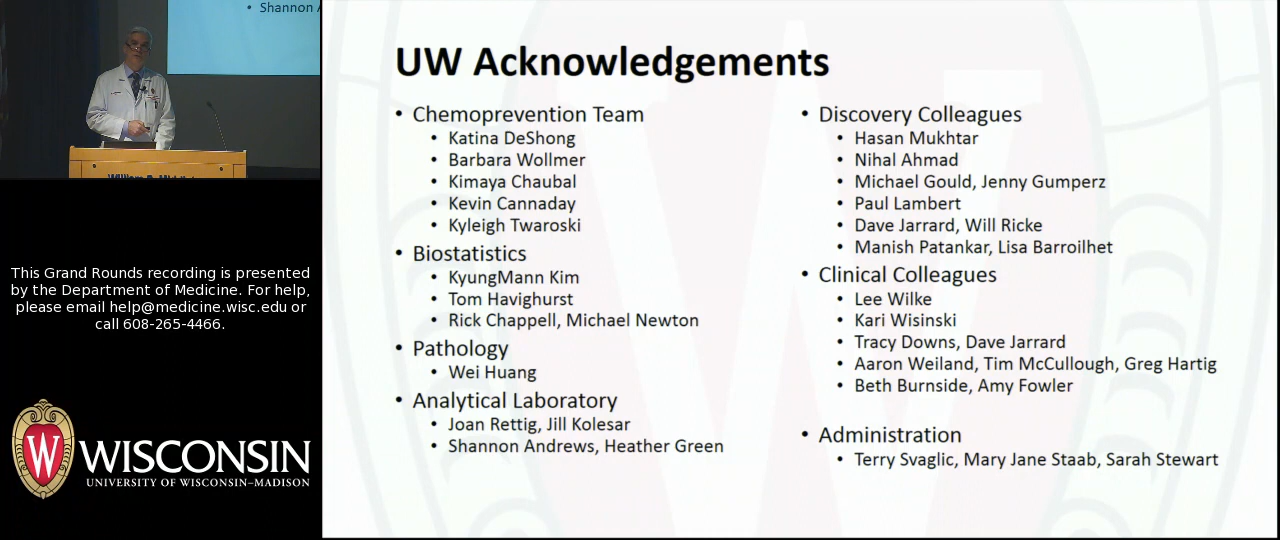 • Shannon A
This Grand Rounds recording is presented
by the Department of Medicine. For help,
please email help@medicine.wisc.edu or
call 608-265-4466.
W WISCONSIN
UNIVERSITY OF WISCONSIN–MADISON
UW Acknowledgements
• Chemoprevention Team
• Katina DeShong
• Barbara Wollmer
• Kimaya Chaubal
• Kevin Cannaday
• Kyleigh Twaroski
• Biostatistics
• KyungMann Kim
• Tom Havighurst
• Rick Chappell, Michael Newton
• Pathology
• Wei Huang
• Analytical Laboratory
• Joan Rettig, Jill Kolesar
• Shannon Andrews, Heather Green
• Discovery Colleagues
• Hasan Mukhtar
• Nihal Ahmad
• Michael Gould, Jenny Gumperz
• Paul Lambert
• Dave Jarrard, Will Ricke
• Manish Patankar, Lisa Barroilhet
• Clinical Colleagues
• Lee Wilke
• Kari Wisinski
• Tracy Downs, Dave Jarrard
• Aaron Weiland, Tim McCullough, Greg Hartig
• Beth Burnside, Amy Fowler
• Administration
• Terry Svaglic, Mary Jane Staab, Sarah Stewart